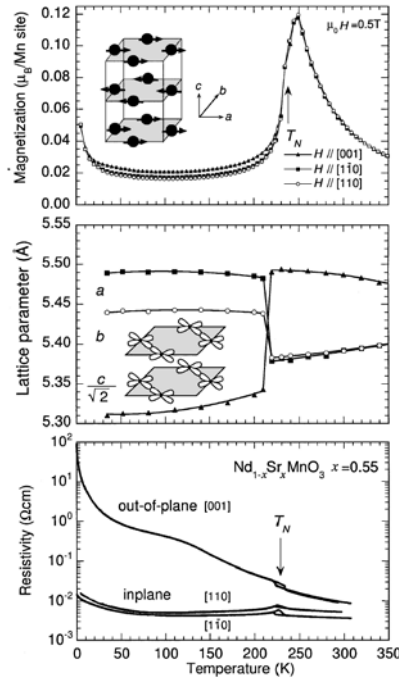 0.12
0.10
0.08
0.06
0.04
0.02
0.00
Magnetization (μB/Mn site)
μ0 H = 0.5T
c
b
a
TN
H // [001]
H // [11̄0]
H // [110]
5.55
5.50
5.45
5.40
5.35
5.30
Lattice parameter (Å)
a
b
c/√2
10²
10¹
10⁰
10⁻¹
10⁻²
10⁻³
Resistivity (Ωcm)
Nd1-xSrxMnO3 x = 0.55
out-of-plane [001]
TN
inplane
[110]
[11̄0]
0 50 100 150 200 250 300 350
Temperature (K)